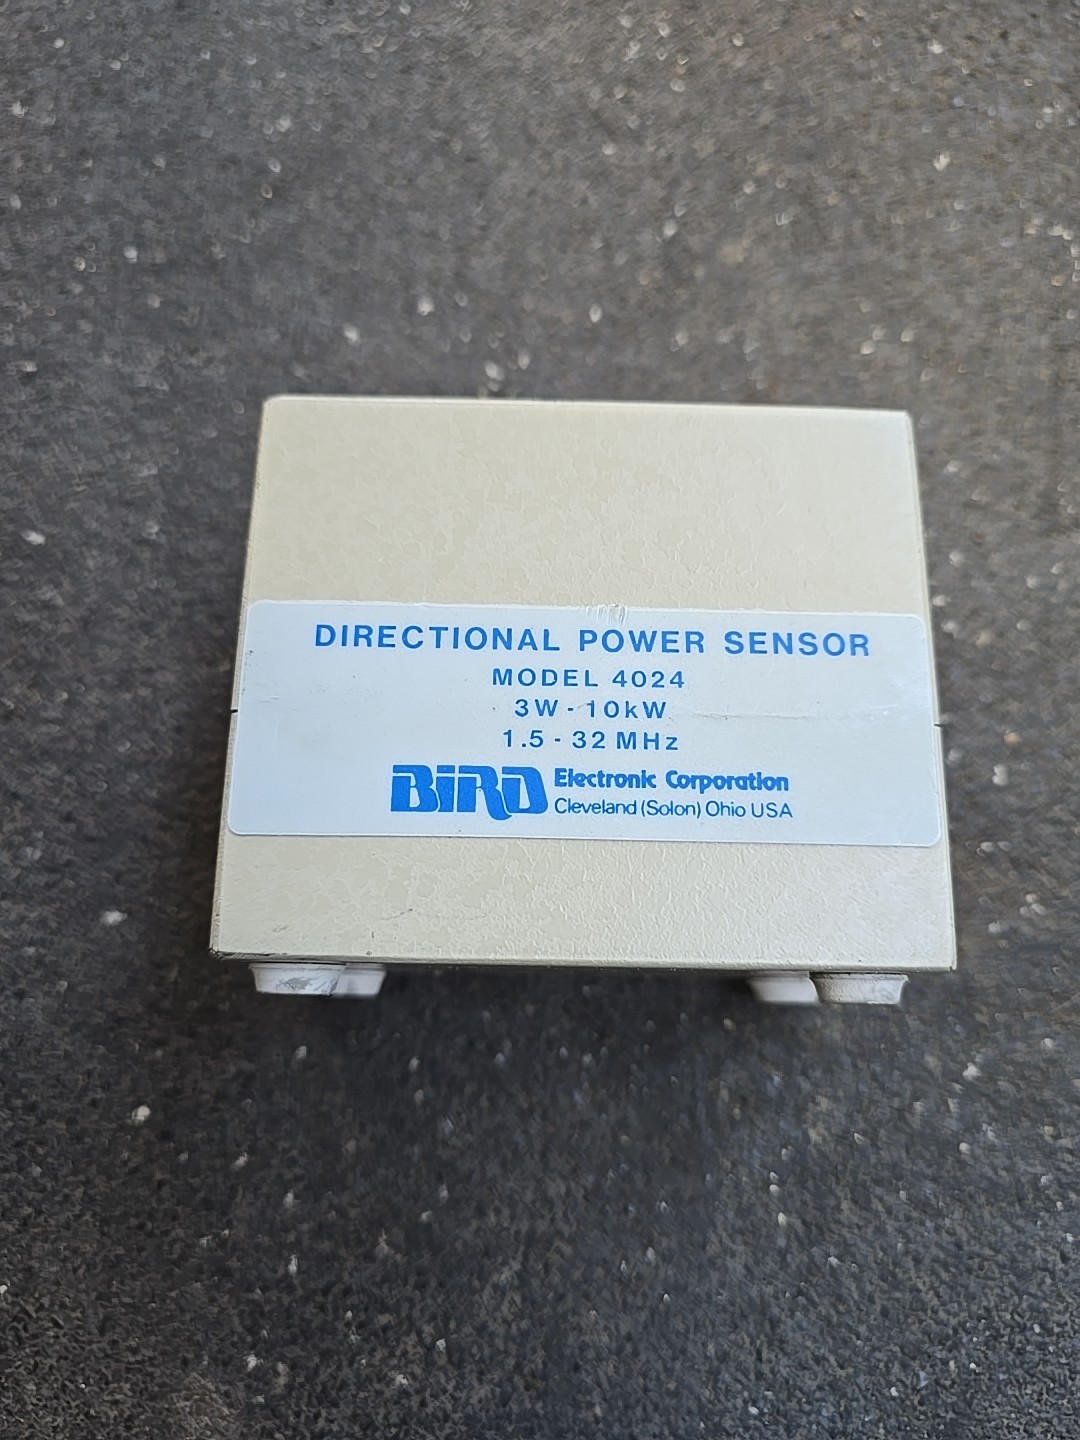 DIRECTIONAL POWER SENSOR
MODEL 4024
3W - 10kW
1.5 - 32 MHz
BiRD Electronic Corporation
Cleveland (Solon) Ohio USA